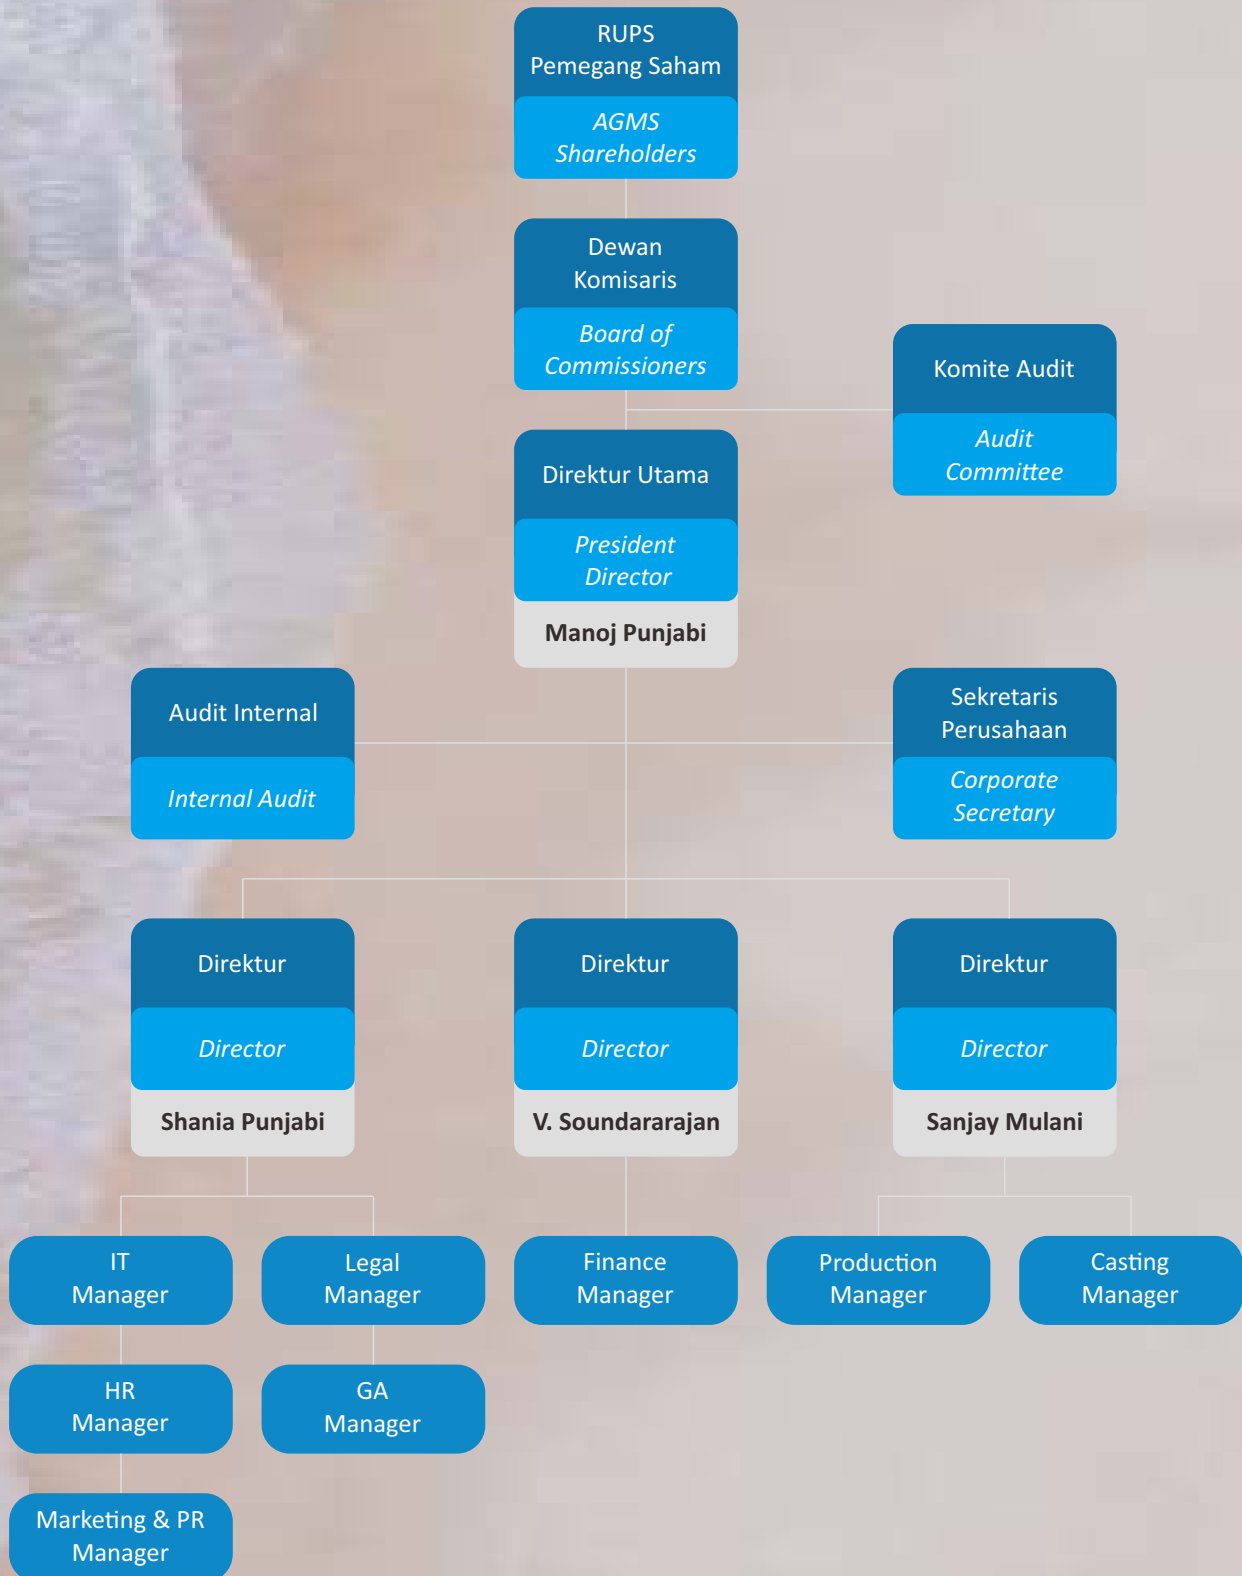 RUPS
Pemegang Saham
AGMS
Shareholders
Dewan
Komisaris
Board of
Commissioners
Komite Audit
Audit
Committee
Direktur Utama
President
Director
Manoj Punjabi
Audit Internal
Internal Audit
Sekretaris
Perusahaan
Corporate
Secretary
Direktur
Director
Shania Punjabi
Direktur
Director
V. Soundararajan
Direktur
Director
Sanjay Mulani
IT
Manager
Legal
Manager
Finance
Manager
Production
Manager
Casting
Manager
HR
Manager
GA
Manager
Marketing & PR
Manager